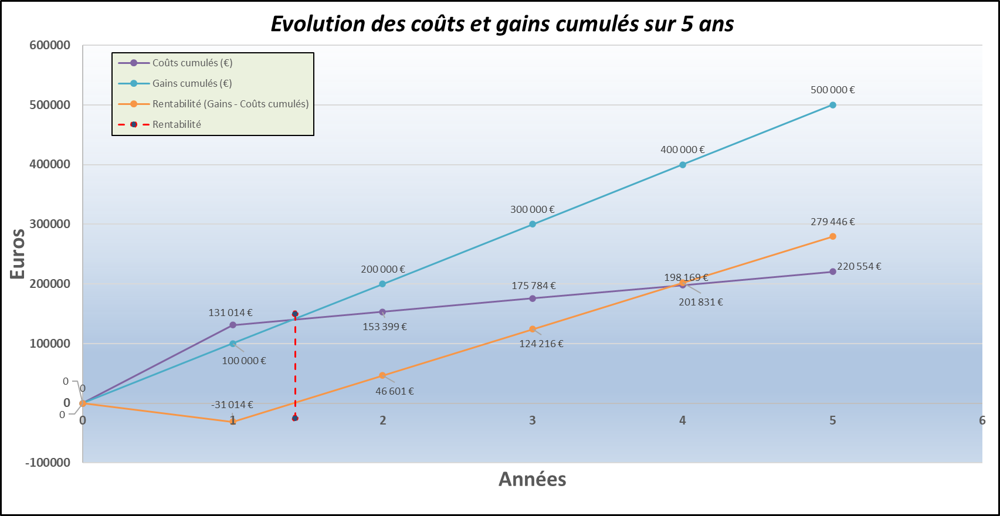 Evolution des coûts et gains cumulés sur 5 ans
600000
500000
400000
300000
200000
100000
0
-100000
Euros
Coûts cumulés (€)
Gains cumulés (€)
Rentabilité (Gains - Coûts cumulés)
Rentabilité
500 000 €
400 000 €
300 000 €
279 446 €
200 000 €
220 554 €
198 169 €
175 784 €
201 831 €
131 014 €
153 399 €
124 216 €
100 000 €
0
0
46 601 €
-31 014 €
0
0
1
2
3
4
5
6
Années